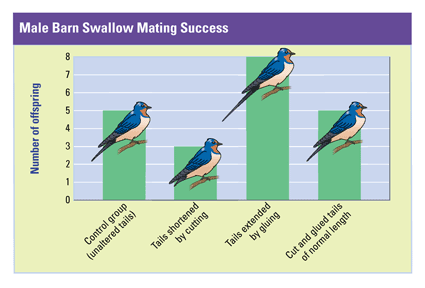 Male Barn Swallow Mating Success
Number of offspring
8
7
6
5
4
3
2
1
0
Control group
(unaltered tails)
Tails shortened
by cutting
Tails extended
by gluing
Cut and glued tails
of normal length